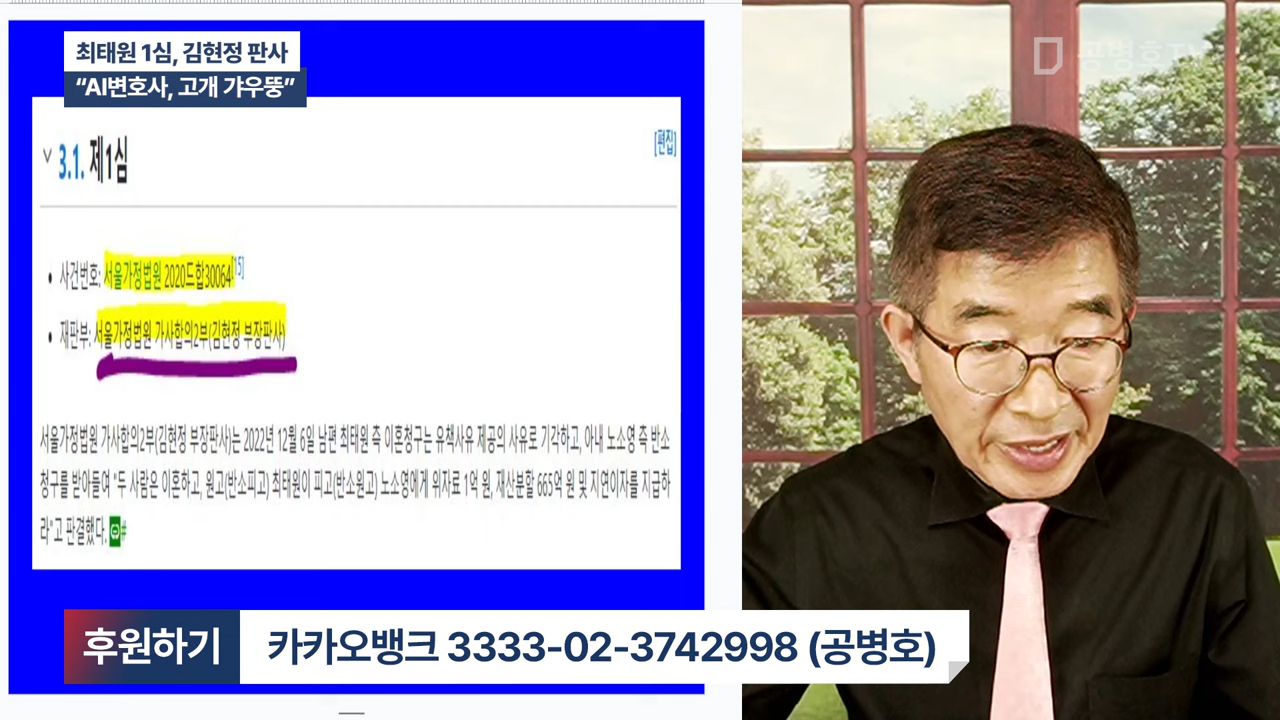 최태원 1심, 김현정 판사
“AI변호사, 고개 갸우뚱”
공병호TV
3.1. 제1심
[편집]
• 사건번호: 서울가정법원 2020드합30064[15]
• 재판부: 서울가정법원 가사합의2부(김현정 부장판사)
서울가정법원 가사합의2부(김현정 부장판사)는 2022년 12월 6일 남편 최태원 측 이혼청구는 유책사유 제공의 사유로 기각하고, 아내 노소영 측 반소
청구를 받아들여 "두 사람은 이혼하고, 원고(반소피고) 최태원이 피고(반소원고) 노소영에게 위자료 1억 원, 재산분할 665억 원 및 지연이자를 지급하
라"고 판결했다.#
후원하기
카카오뱅크 3333-02-3742998 (공병호)